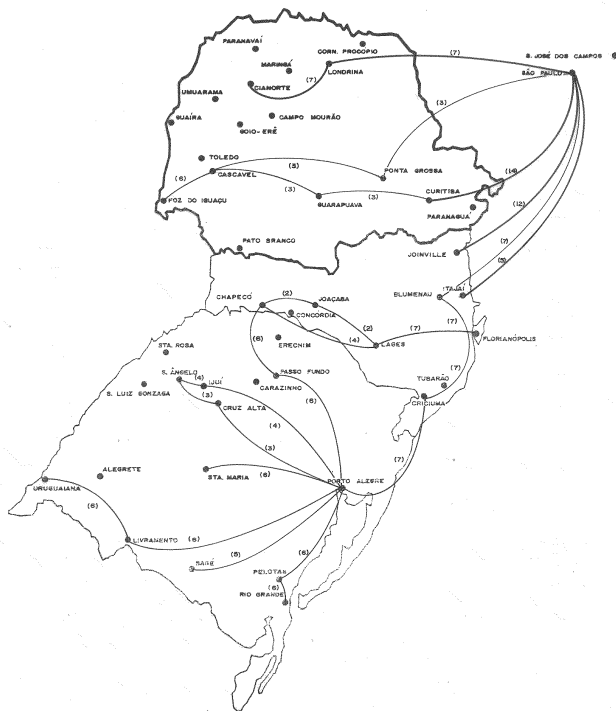 CORN. PROCÓPIO
PARANAVAÍ
(7)
S. JOSÉ DOS CAMPOS
MARINGÁ
LONDRINA
SÃO PAULO
(7)
CIANORTE
UMUARAMA
(3)
GUAÍRA
CAMPO MOURÃO
GOIO-ERÊ
TOLEDO
(3)
PONTA GROSSA
(14)
CASCAVEL
(6)
(3)
(3)
CURITIBA
FOZ DO IGUAÇU
GUARAPUAVA
(12)
PARANAGUÁ
PATO BRANCO
(7)
JOINVILLE
ITAJAÍ
BLUMENAU
(2)
CHAPECÓ
JOAÇABA
CONCÓRDIA
(2)
(7)
(7)
FLORIANÓPOLIS
(6)
ERECHIM
(4)
LAGES
STA. ROSA
(7)
S. ÂNGELO
(4)
IJUÍ
PASSO FUNDO
TUBARÃO
S. LUIZ GONZAGA
CARAZINHO
(6)
CRICIUMA
(3)
CRUZ ALTA
(4)
(3)
(7)
ALEGRETE
STA. MARIA
(6)
PORTO ALEGRE
URUGUAIANA
(6)
LIVRAMENTO
(6)
(6)
BAGÉ
PELOTAS
(6)
RIO GRANDE